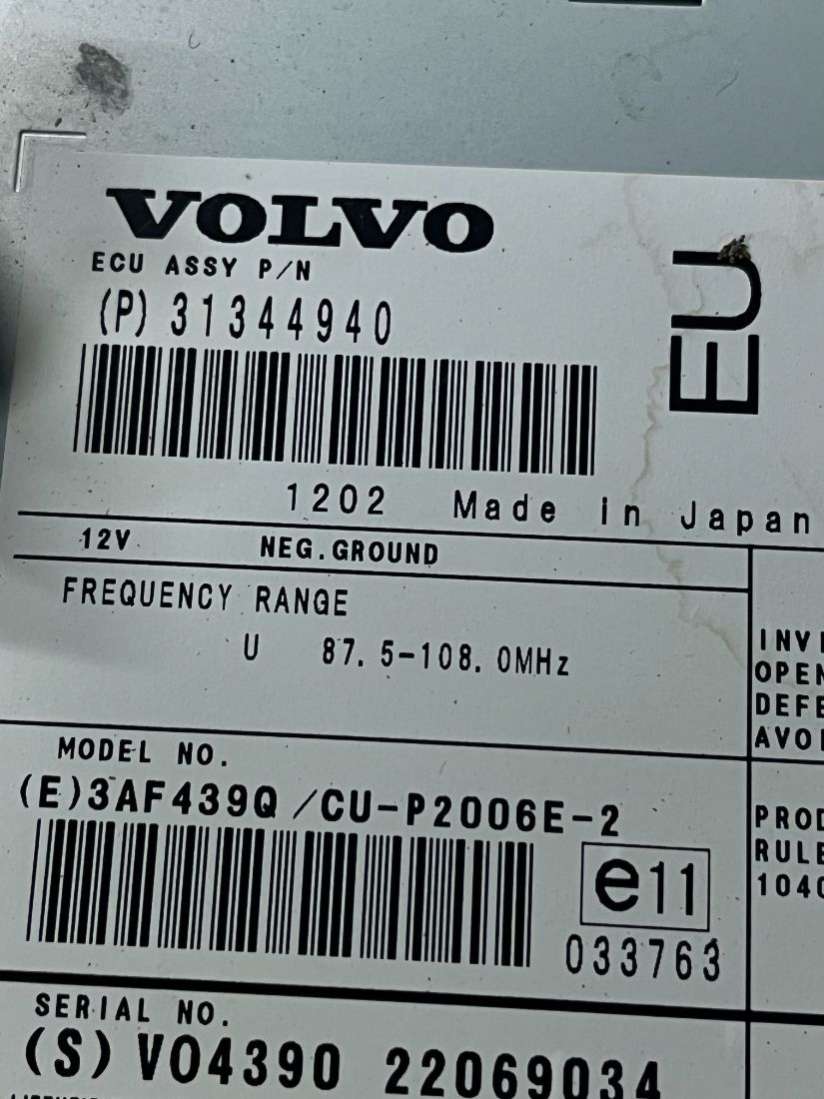 VOLVO
ECU ASSY P/N
(P) 31344940
EU
1202 Made in Japan
12V NEG.GROUND
FREQUENCY RANGE
U 87.5-108.0MHz
MODEL NO.
(E)3AF439Q/CU-P2006E-2
e11
033763
SERIAL NO.
(S) VO4390 22069034